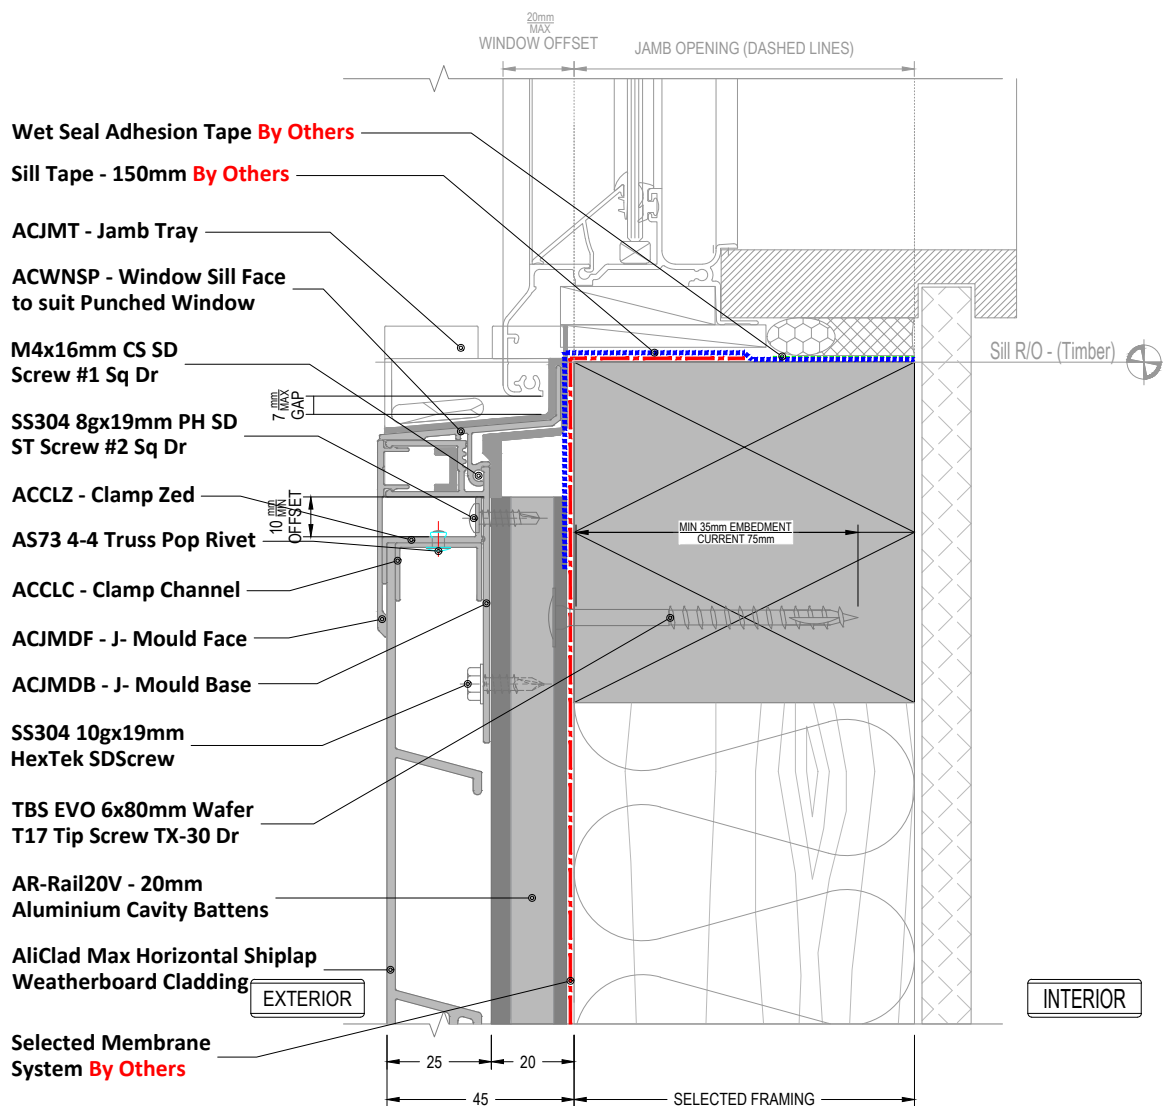 20mm
MAX
WINDOW OFFSET
JAMB OPENING (DASHED LINES)
Wet Seal Adhesion Tape By Others
Sill Tape - 150mm By Others
ACJMT - Jamb Tray
ACWNSP - Window Sill Face
to suit Punched Window
M4x16mm CS SD
Screw #1 Sq Dr
SS304 8gx19mm PH SD
ST Screw #2 Sq Dr
ACCLZ - Clamp Zed
AS73 4-4 Truss Pop Rivet
ACCLC - Clamp Channel
ACJMDF - J- Mould Face
ACJMDB - J- Mould Base
SS304 10gx19mm
HexTek SDScrew
TBS EVO 6x80mm Wafer
T17 Tip Screw TX-30 Dr
AR-Rail20V - 20mm
Aluminium Cavity Battens
AliClad Max Horizontal Shiplap
Weatherboard Cladding
Selected Membrane
System By Others
7 mm
MAX
GAP
10 mm
MIN
OFFSET
Sill R/O - (Timber)
MIN 35mm EMBEDMENT
CURRENT 75mm
EXTERIOR
INTERIOR
25
20
45
SELECTED FRAMING